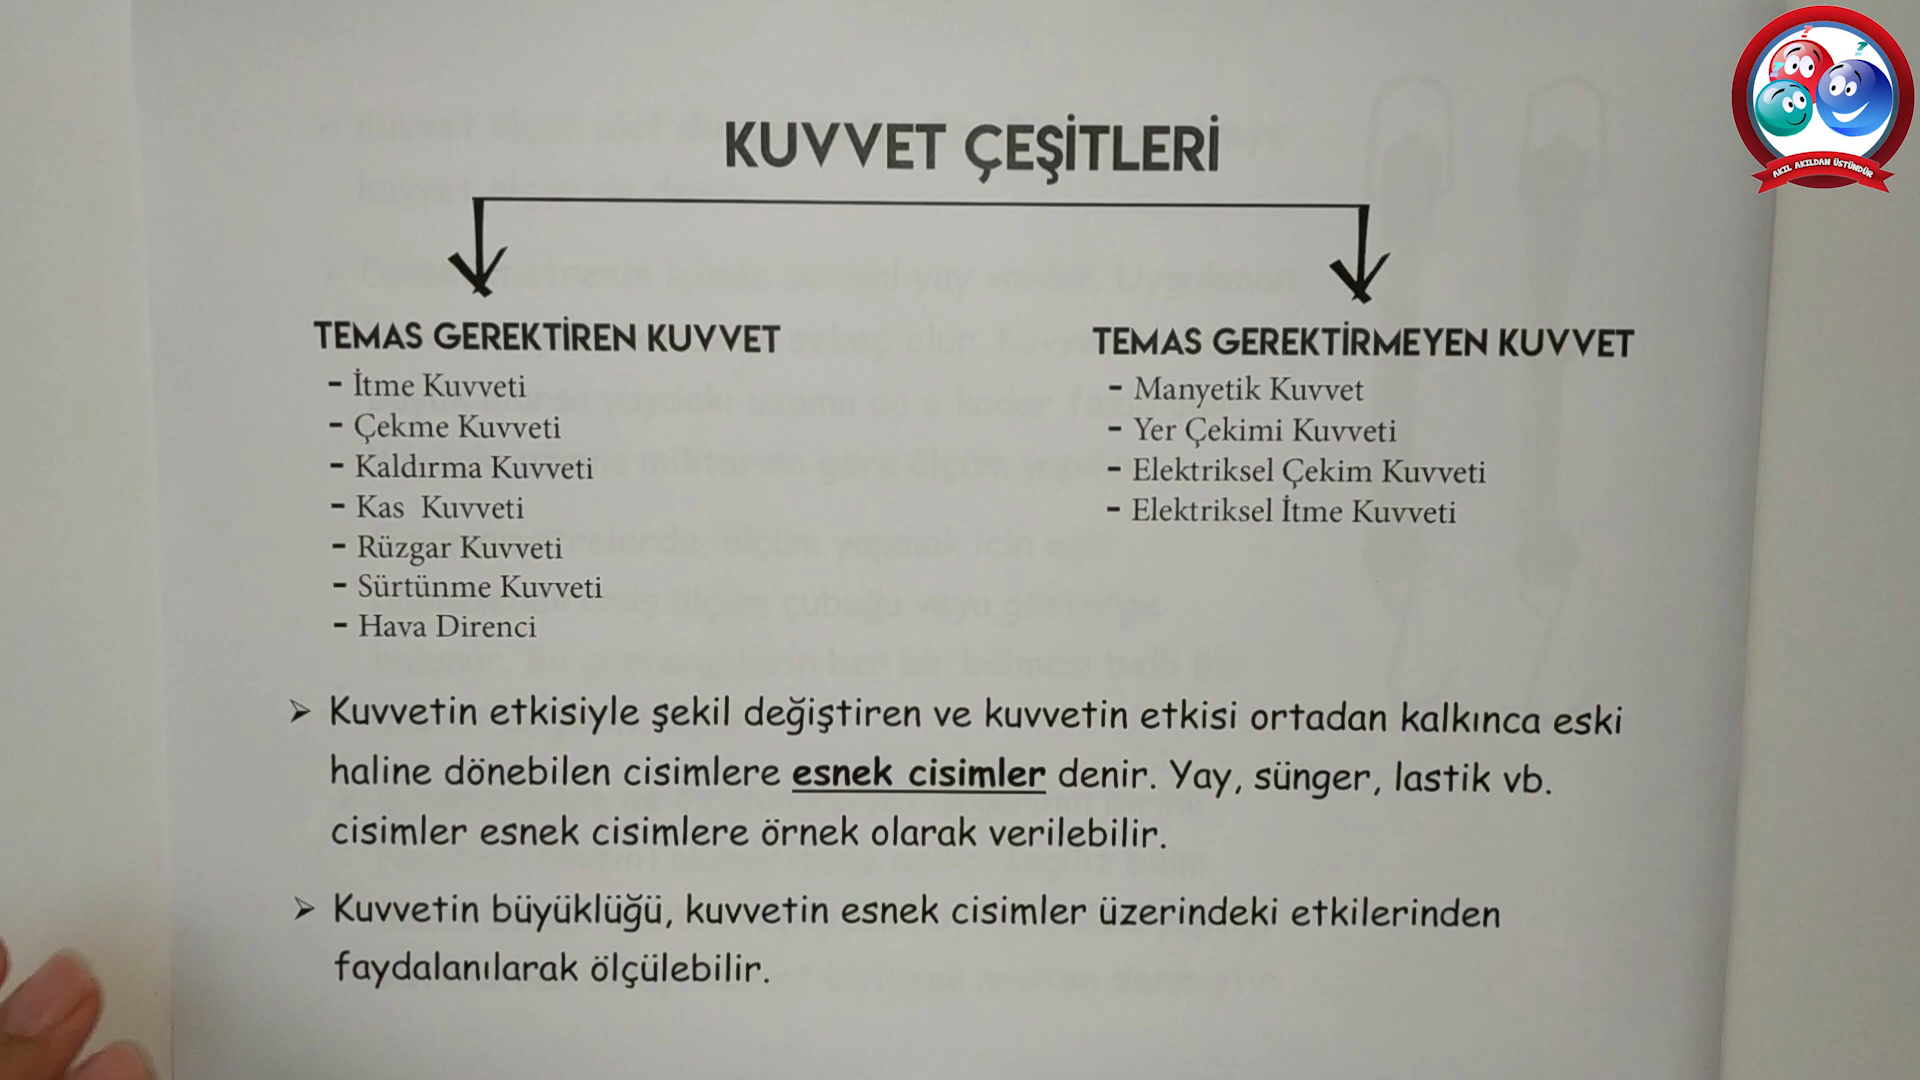 AKIL AKILDAN ÜSTÜNDÜR
KUVVET ÇEŞİTLERİ
TEMAS GEREKTİREN KUVVET
- İtme Kuvveti
- Çekme Kuvveti
- Kaldırma Kuvveti
- Kas Kuvveti
- Rüzgar Kuvveti
- Sürtünme Kuvveti
- Hava Direnci
TEMAS GEREKTİRMEYEN KUVVET
- Manyetik Kuvvet
- Yer Çekimi Kuvveti
- Elektriksel Çekim Kuvveti
- Elektriksel İtme Kuvveti
➤ Kuvvetin etkisiyle şekil değiştiren ve kuvvetin etkisi ortadan kalkınca eski
haline dönebilen cisimlere esnek cisimler denir. Yay, sünger, lastik vb.
cisimler esnek cisimlere örnek olarak verilebilir.
➤ Kuvvetin büyüklüğü, kuvvetin esnek cisimler üzerindeki etkilerinden
faydalanılarak ölçülebilir.